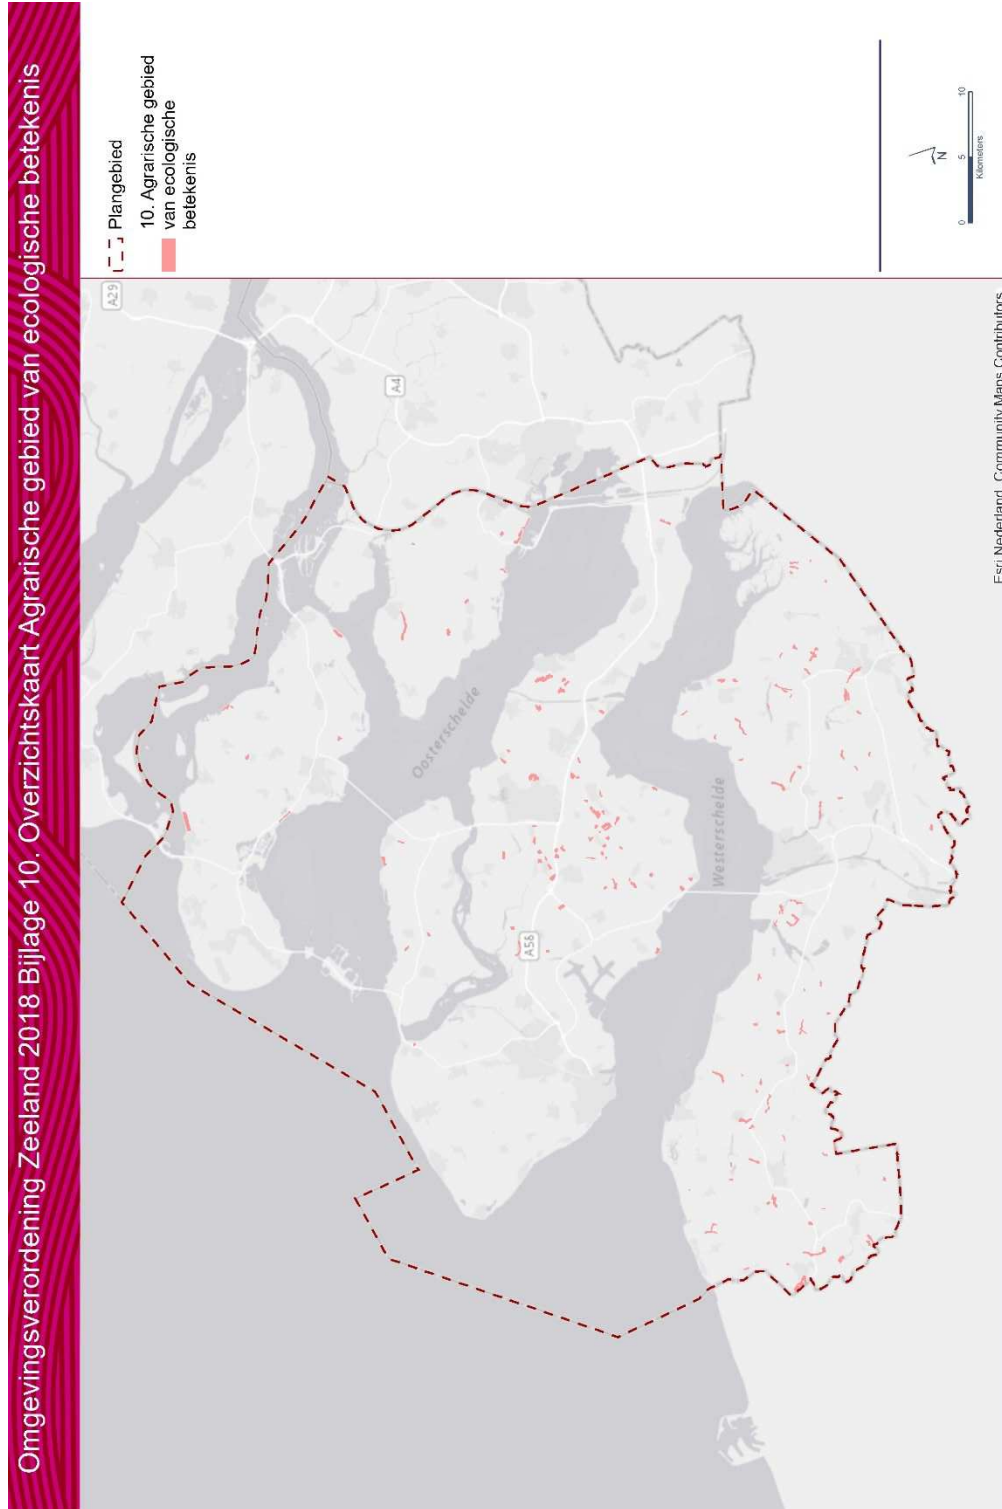 Omgevingsverordening Zeeland 2018 Bijlage 10. Overzichtskaart Agrarische gebied van ecologische betekenis
Plangebied
10. Agrarische gebied
van ecologische
betekenis
A29
A4
Oosterschelde
A58
Westerschelde
N
0 5 10
Kilometers
Esri Nederland, Community Maps Contributors